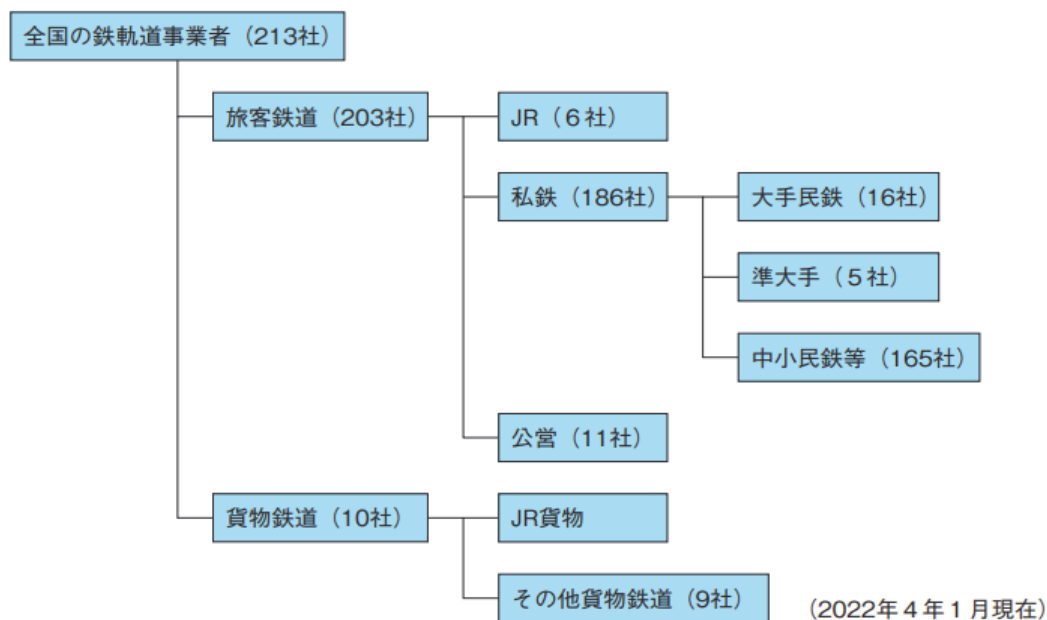 全国の鉄軌道事業者（213社）
旅客鉄道（203社）
JR（６社）
私鉄（186社）
大手民鉄（16社）
準大手（５社）
中小民鉄等（165社）
公営（11社）
貨物鉄道（10社）
JR貨物
その他貨物鉄道（9社）
（2022年４年１月現在）